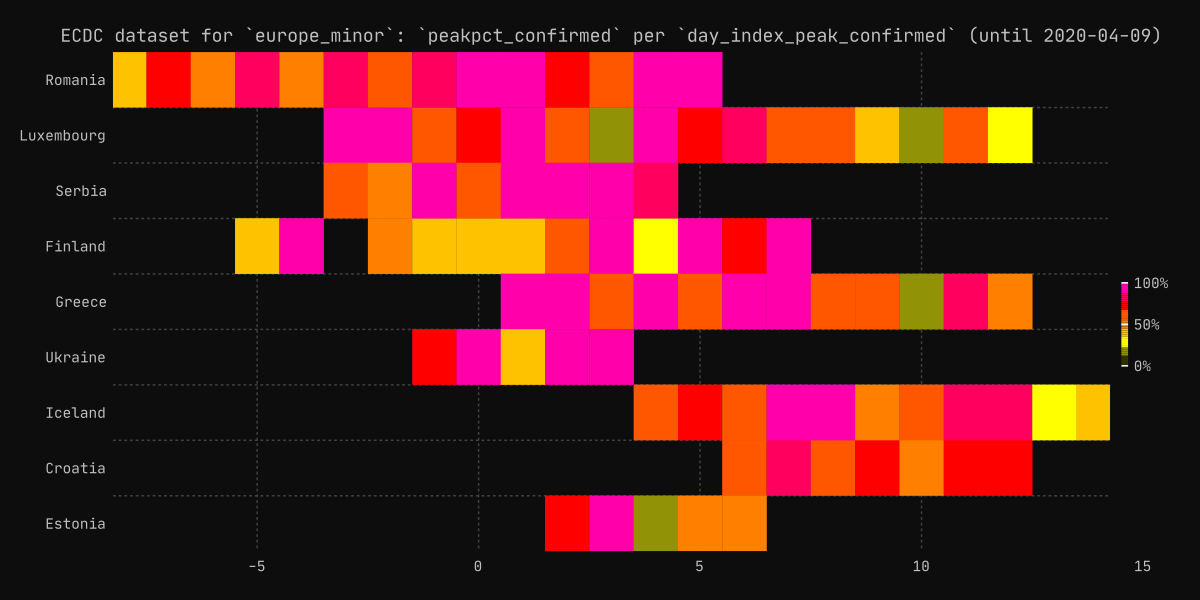 ECDC dataset for `europe_minor`: `peakpct_confirmed` per `day_index_peak_confirmed` (until 2020-04-09)
Romania
Luxembourg
Serbia
Finland
Greece
Ukraine
Iceland
Croatia
Estonia
100%
50%
0%
-5 0 5 10 15